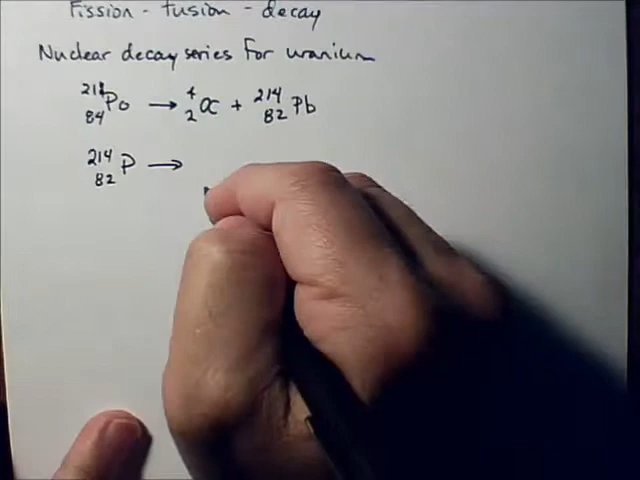 Fission - fusion - decay
Nuclear decay series for uranium
218 84 Po → 4 2 α + 214 82 Pb
214 82 P →